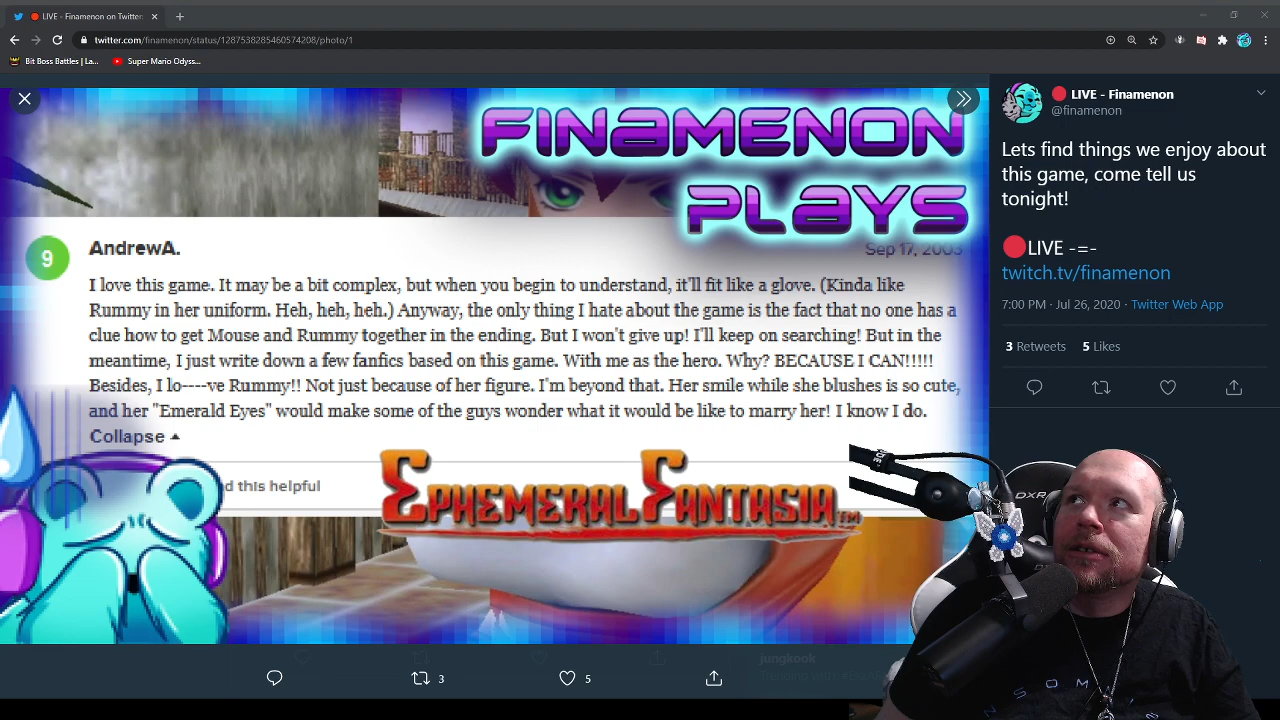 LIVE - Finamenon on Twitter
twitter.com/finamenon/status/1287538285460574208/photo/1
Bit Boss Battles | La...
Super Mario Odyss...
FINAMENON
PLAYS
9
AndrewA.
Sep 17, 2003
I love this game. It may be a bit complex, but when you begin to understand, it'll fit like a glove. (Kinda like
Rummy in her uniform. Heh, heh, heh.) Anyway, the only thing I hate about the game is the fact that no one has a
clue how to get Mouse and Rummy together in the ending. But I won't give up! I'll keep on searching! But in the
meantime, I just write down a few fanfics based on this game. With me as the hero. Why? BECAUSE I CAN!!!!!
Besides, I lo----ve Rummy!! Not just because of her figure. I'm beyond that. Her smile while she blushes is so cute,
and her "Emerald Eyes" would make some of the guys wonder what it would be like to marry her! I know I do.
Collapse
this helpful
EPHEMERAL FANTASIA™
LIVE - Finamenon
@finamenon
Lets find things we enjoy about
this game, come tell us
tonight!
LIVE -=-
twitch.tv/finamenon
7:00 PM · Jul 26, 2020 · Twitter Web App
3 Retweets 5 Likes
3
5
jungkook
DXR